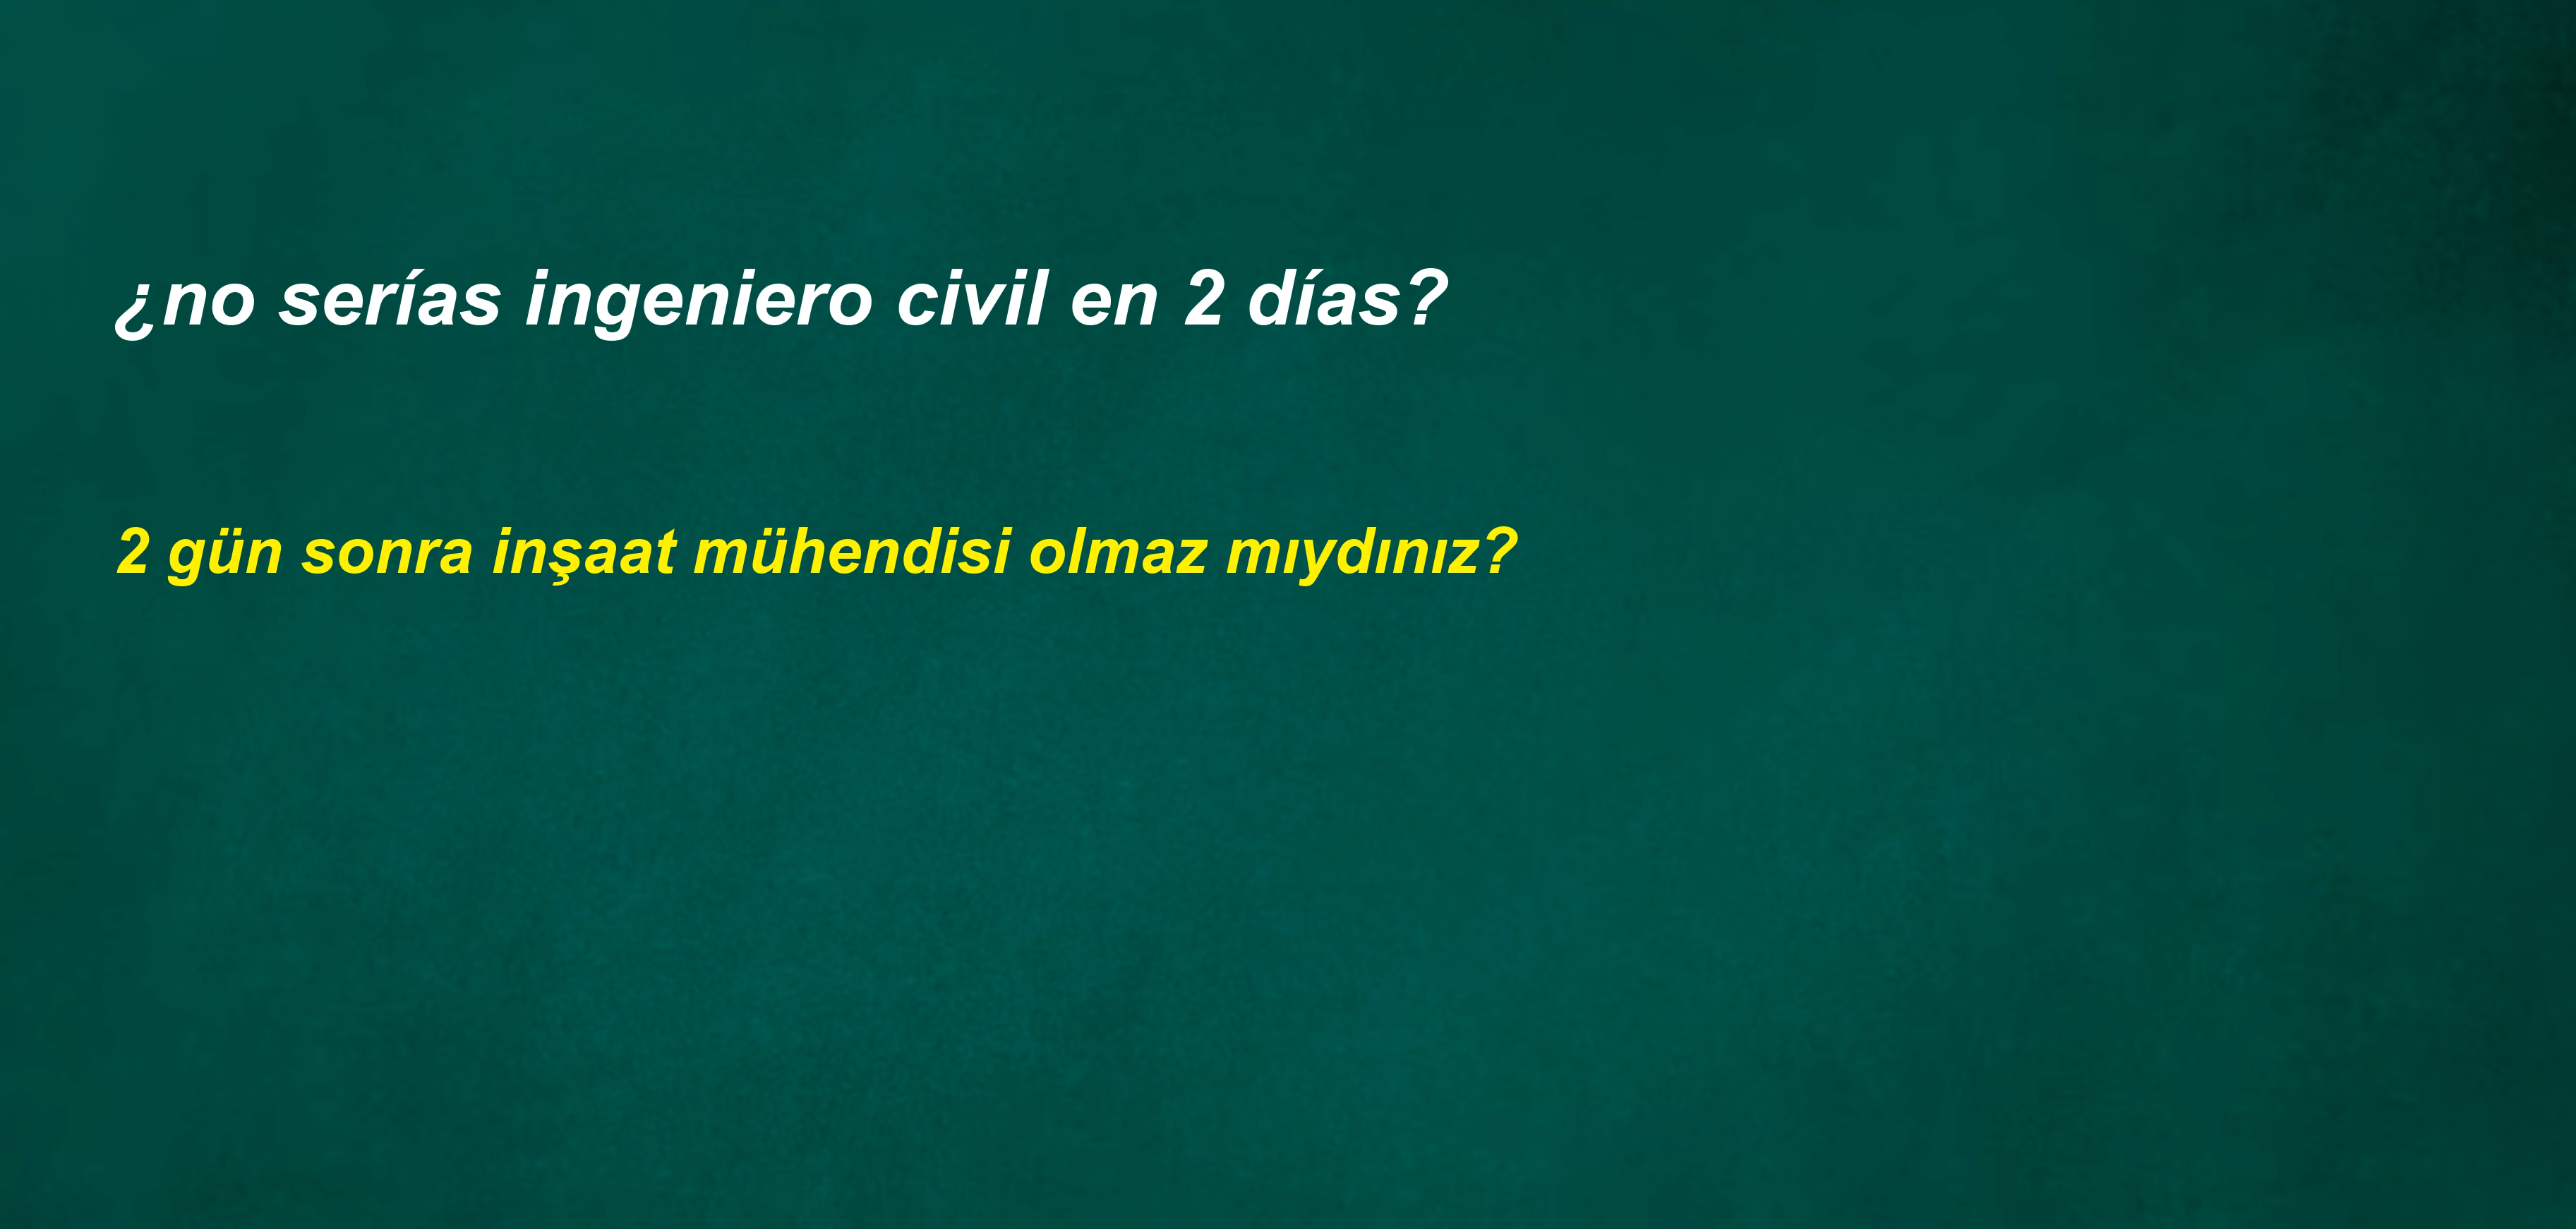 ¿no serías ingeniero civil en 2 días?
2 gün sonra inşaat mühendisi olmaz mıydınız?